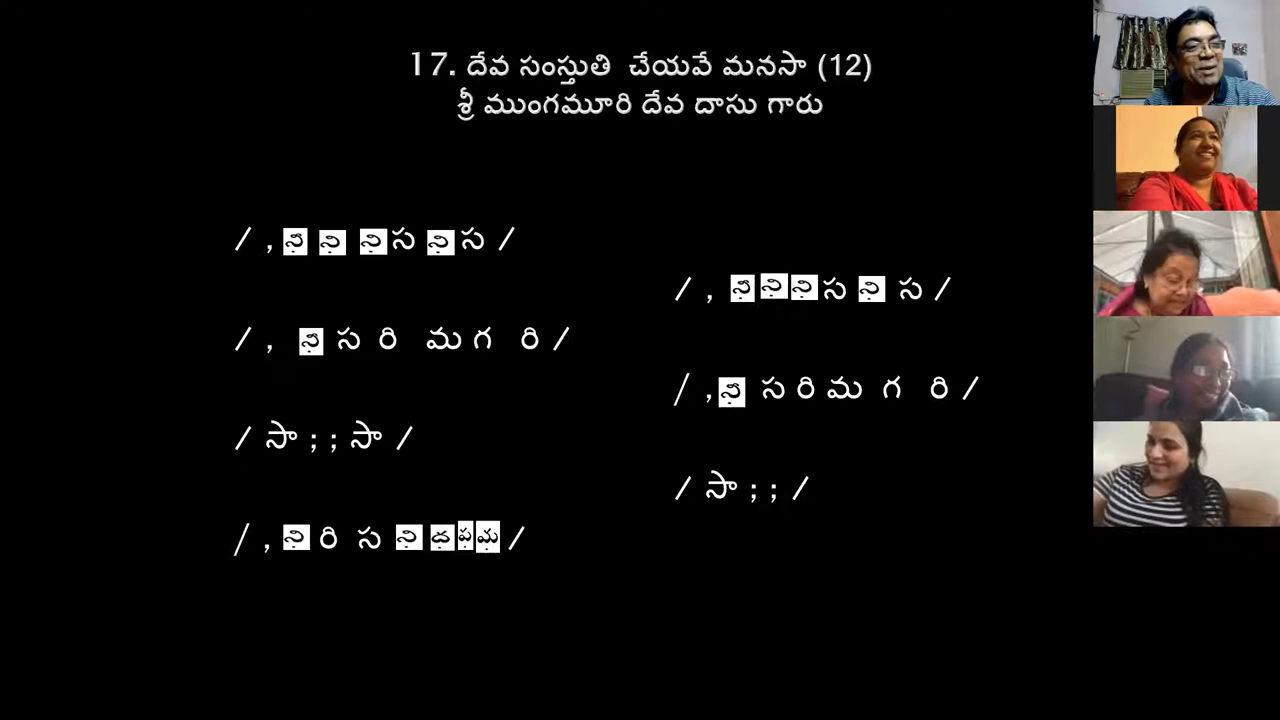 17. దేవ సంస్తుతి చేయవే మనసా (12)
శ్రీ ముంగమూరి దేవ దాసు గారు
/ , ని ని ని స ని స /
/ , ని ని ని స ని స /
/ , ని స రి మ గ రి /
/ , ని స రి మ గ రి /
/ సా ; ; సా /
/ సా ; ; /
/ , ని రి స ని ద ప మ /